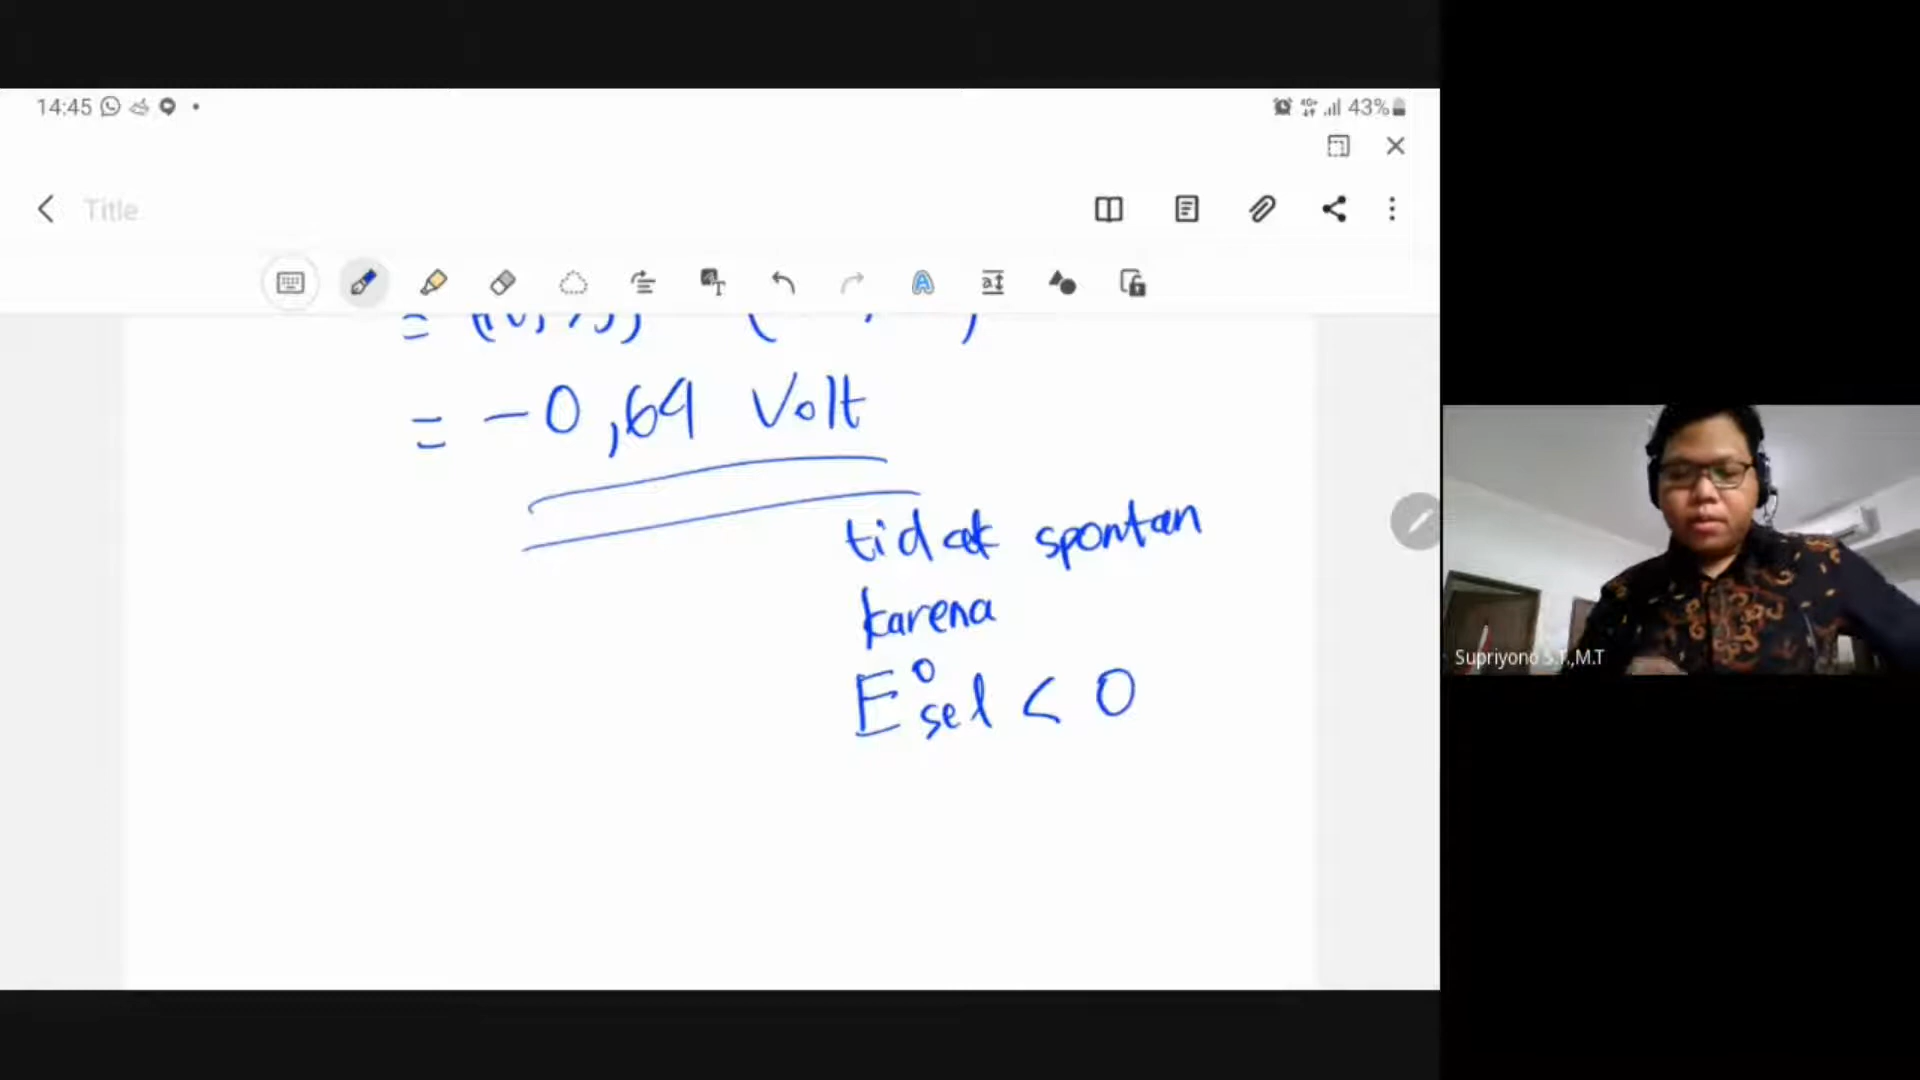 14:45
43%
Title
= -0,64 Volt
tidak spontan
karena
E° sel < 0
Supriyono S.T.,M.T